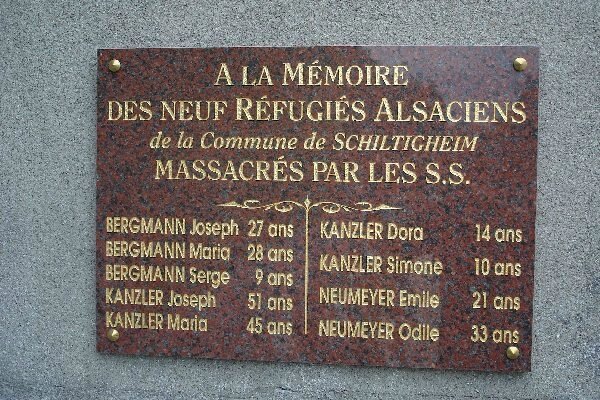 A LA MÉMOIRE
DES NEUF RÉFUGIÉS ALSACIENS
de la Commune de SCHILTIGHEIM
MASSACRÉS PAR LES S.S.
BERGMANN Joseph 27 ans
BERGMANN Maria 28 ans
BERGMANN Serge 9 ans
KANZLER Joseph 51 ans
KANZLER Maria 45 ans
KANZLER Dora 14 ans
KANZLER Simone 10 ans
NEUMEYER Emile 21 ans
NEUMEYER Odile 33 ans